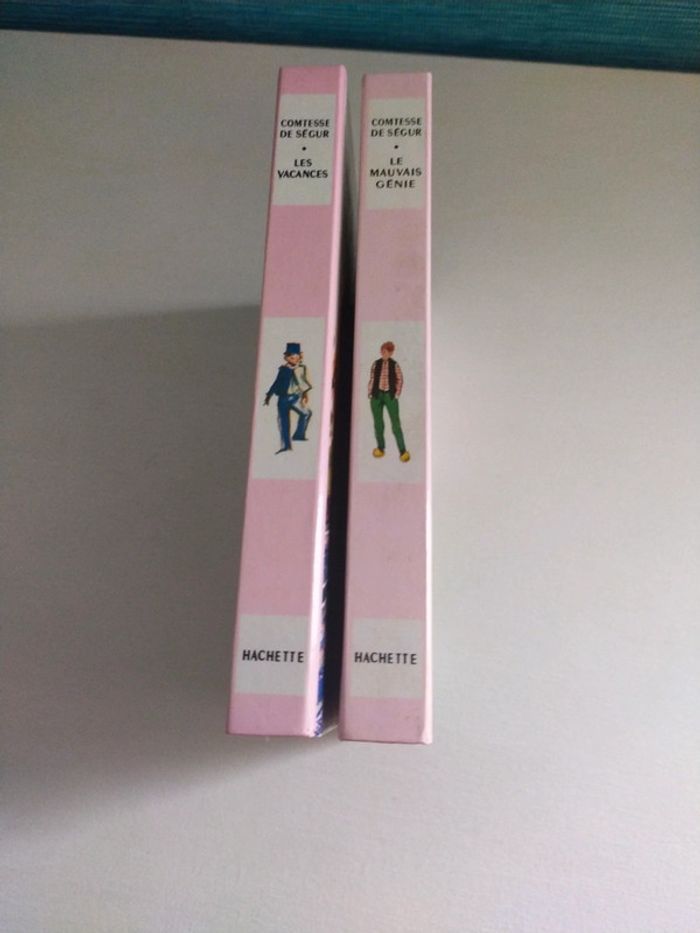 COMTESSE
DE SÉGUR
•
LES
VACANCES
HACHETTE
COMTESSE
DE SÉGUR
•
LE
MAUVAIS
GÉNIE
HACHETTE